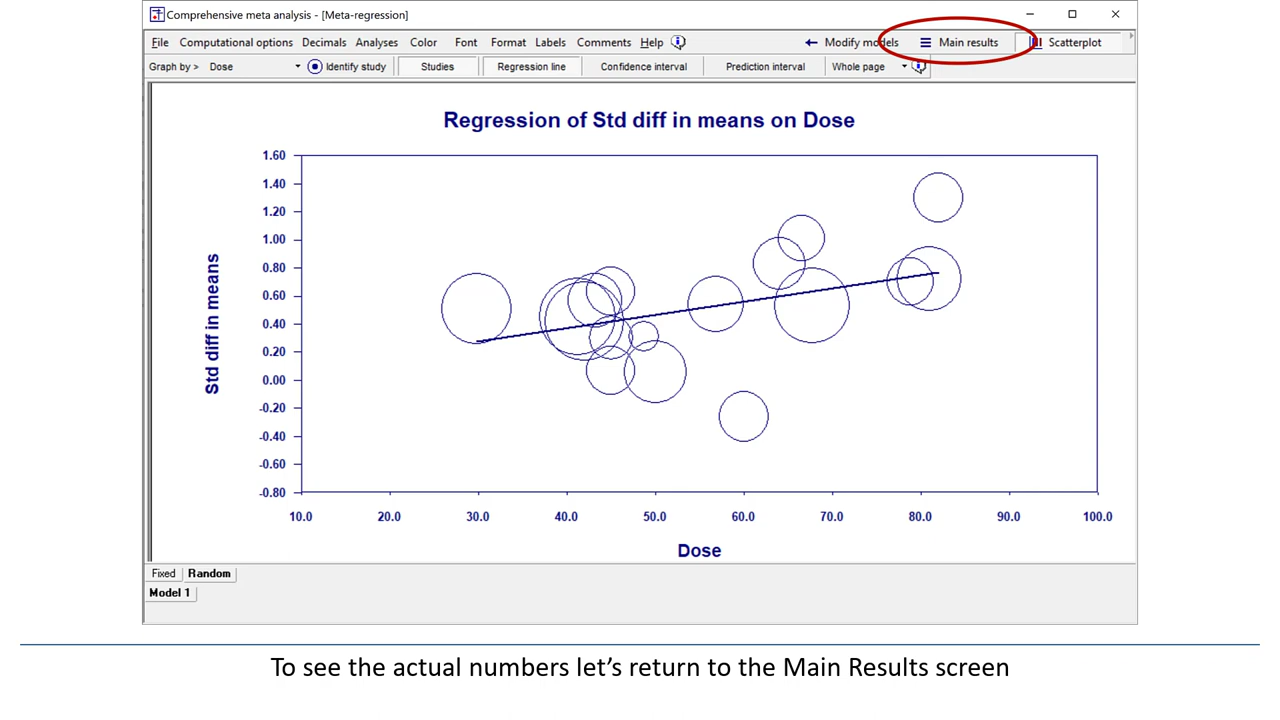 Comprehensive meta analysis - [Meta-regression]
File Computational options Decimals Analyses Color Font Format Labels Comments Help Modify models Main results Scatterplot
Graph by > Dose Identify study Studies Regression line Confidence interval Prediction interval Whole page
Regression of Std diff in means on Dose
1.60
1.40
1.20
1.00
0.80
0.60
0.40
0.20
0.00
-0.20
-0.40
-0.60
-0.80
Std diff in means
10.0 20.0 30.0 40.0 50.0 60.0 70.0 80.0 90.0 100.0
Dose
Fixed Random
Model 1
To see the actual numbers let’s return to the Main Results screen